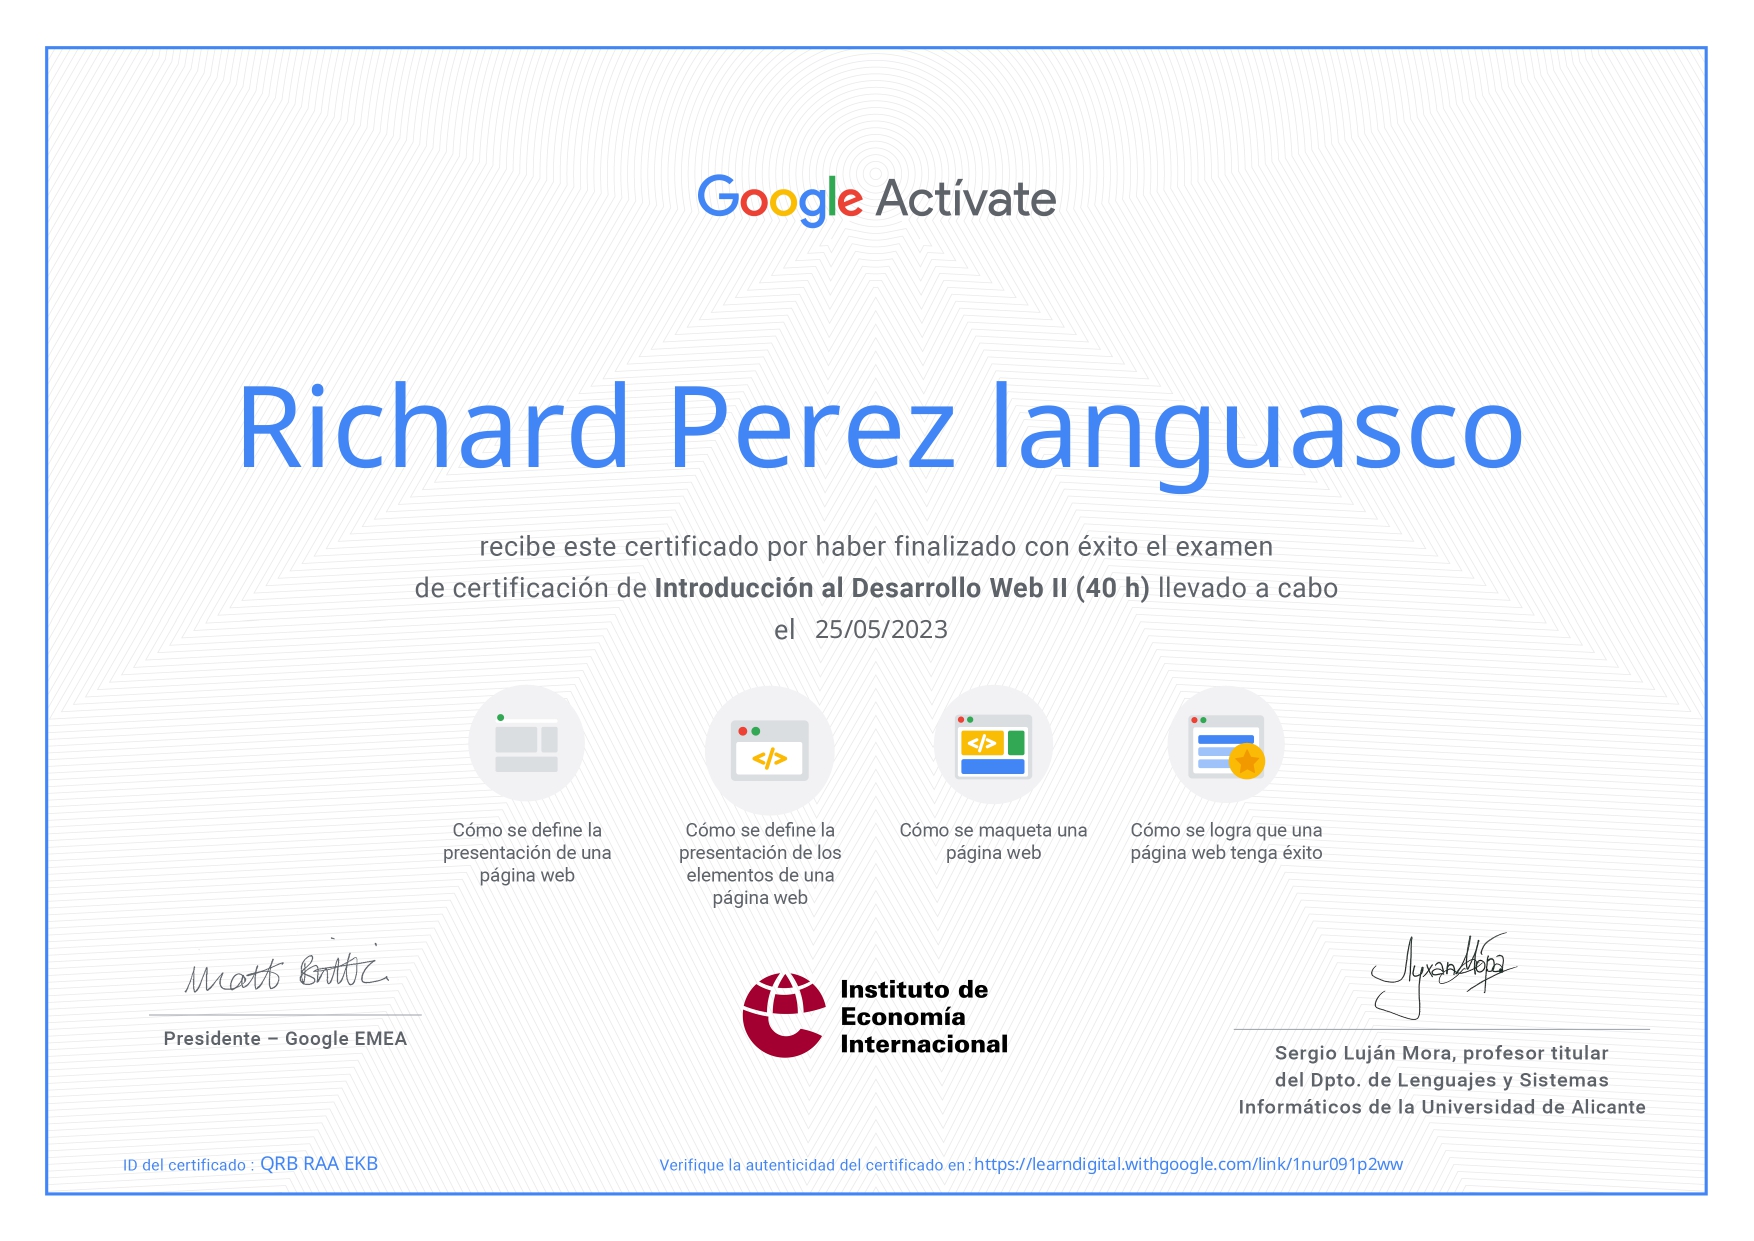 Google Actívate
Richard Perez languasco
recibe este certificado por haber finalizado con éxito el examen
de certificación de Introducción al Desarrollo Web II (40 h) llevado a cabo
el 25/05/2023
</>
</>
Cómo se define la
presentación de una
página web
Cómo se define la
presentación de los
elementos de una
página web
Cómo se maqueta una
página web
Cómo se logra que una
página web tenga éxito
Presidente – Google EMEA
Instituto de
Economía
Internacional
Sergio Luján Mora, profesor titular
del Dpto. de Lenguajes y Sistemas
Informáticos de la Universidad de Alicante
ID del certificado : QRB RAA EKB
Verifique la autenticidad del certificado en : https://learndigital.withgoogle.com/link/1nur091p2ww